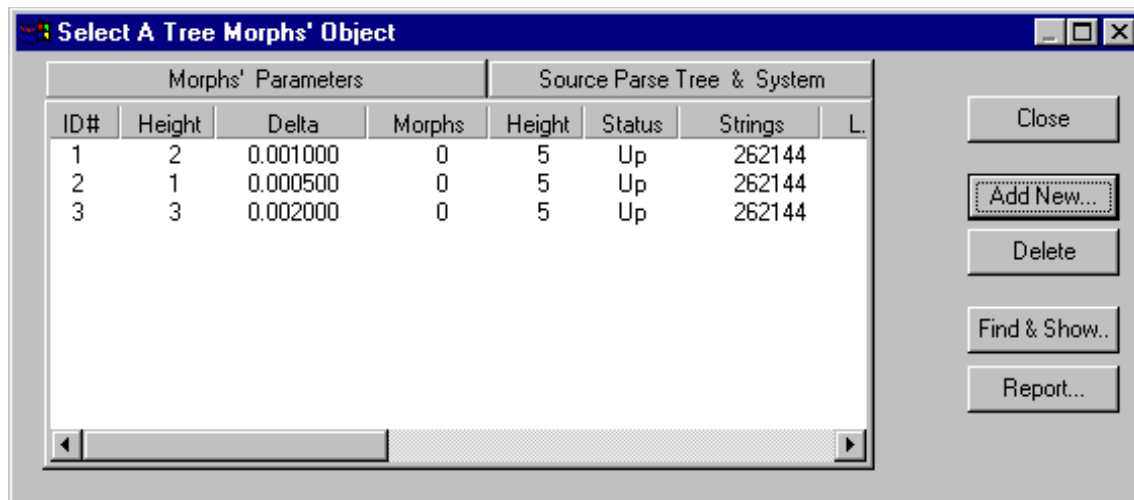 Select A Tree Morphs' Object
Morphs' Parameters Source Parse Tree & System
ID# Height Delta Morphs Height Status Strings L.
1 2 0.001000 0 5 Up 262144
2 1 0.000500 0 5 Up 262144
3 3 0.002000 0 5 Up 262144
Close
Add New...
Delete
Find & Show..
Report...